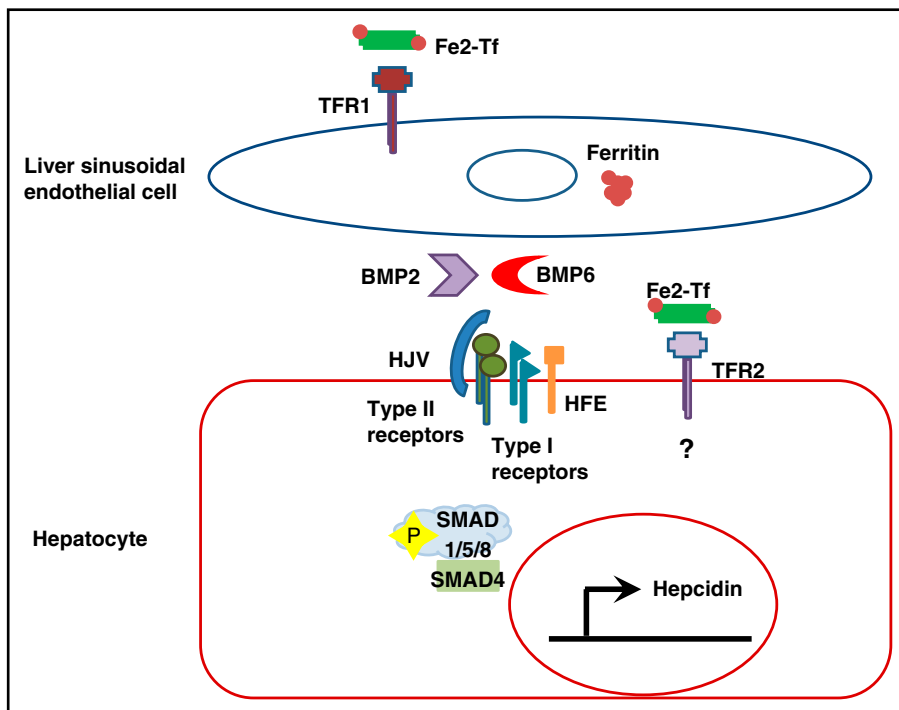 Fe2-Tf
TFR1
Ferritin
Liver sinusoidal
endothelial cell
BMP2
BMP6
Fe2-Tf
HJV
TFR2
HFE
Type II
receptors
Type I
receptors
?
Hepatocyte
P
SMAD
1/5/8
SMAD4
Hepcidin